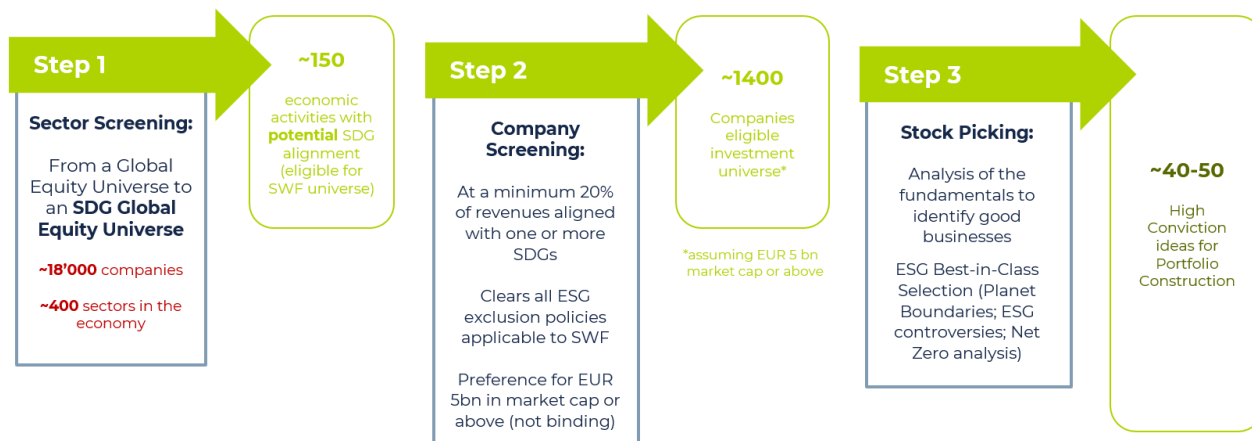 Step 1
Sector Screening:
From a Global
Equity Universe to
an SDG Global
Equity Universe
~18'000 companies
~400 sectors in the
economy
~150
economic
activities with
potential SDG
alignment
(eligible for
SWF universe)
Step 2
Company
Screening:
At a minimum 20%
of revenues aligned
with one or more
SDGs
Clears all ESG
exclusion policies
applicable to SWF
Preference for EUR
5bn in market cap or
above (not binding)
~1400
Companies
eligible
investment
universe*
*assuming EUR 5 bn
market cap or above
Step 3
Stock Picking:
Analysis of the
fundamentals to
identify good
businesses
ESG Best-in-Class
Selection (Planet
Boundaries; ESG
controversies; Net
Zero analysis)
~40-50
High
Conviction
ideas for
Portfolio
Construction